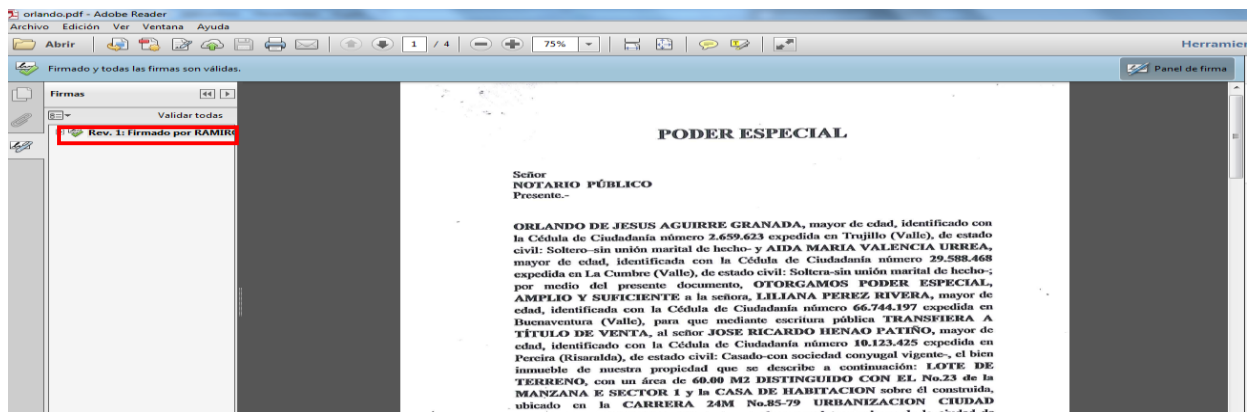 orlando.pdf - Adobe Reader
Archivo Edición Ver Ventana Ayuda
Abrir 1 / 4 75% Herramie
Firmado y todas las firmas son válidas. Panel de firma
Firmas
Validar todas
Rev. 1: Firmado por RAMIR
PODER ESPECIAL
Señor
NOTARIO PÚBLICO
Presente.-
ORLANDO DE JESUS AGUIRRE GRANADA, mayor de edad, identificado con
la Cédula de Ciudadanía número 2.659.623 expedida en Trujillo (Valle), de estado
civil: Soltero-sin unión marital de hecho- y AIDA MARIA VALENCIA URREA,
mayor de edad, identificada con la Cédula de Ciudadanía número 29.588.468
expedida en La Cumbre (Valle), de estado civil: Soltera-sin unión marital de hecho-;
por medio del presente documento, OTORGAMOS PODER ESPECIAL,
AMPLIO Y SUFICIENTE a la señora, LILIANA PEREZ RIVERA, mayor de
edad, identificada con la Cédula de Ciudadanía número 66.744.197 expedida en
Buenaventura (Valle), para que mediante escritura pública TRANSFIERA A
TÍTULO DE VENTA, al señor JOSE RICARDO HENAO PATIÑO, mayor de
edad, identificado con la Cédula de Ciudadanía número 10.123.425 expedida en
Pereira (Risaralda), de estado civil: Casado-con sociedad conyugal vigente-, el bien
inmueble de nuestra propiedad que se describe a continuación: LOTE DE
TERRENO, con un área de 60.00 M2 DISTINGUIDO CON EL No.23 de la
MANZANA E SECTOR 1 y la CASA DE HABITACION sobre él construida,
ubicado en la CARRERA 24M No.85-79 URBANIZACION CIUDAD